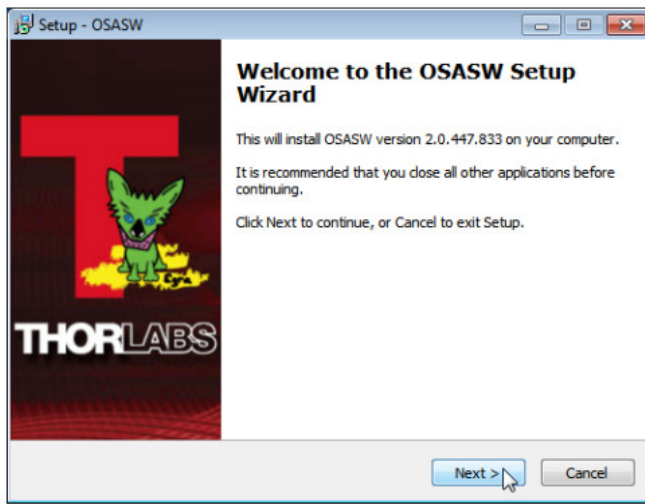 Setup - OSASW
Welcome to the OSASW Setup
Wizard
This will install OSASW version 2.0.447.833 on your computer.
It is recommended that you close all other applications before
continuing.
Click Next to continue, or Cancel to exit Setup.
T
THORLABS
Next >
Cancel